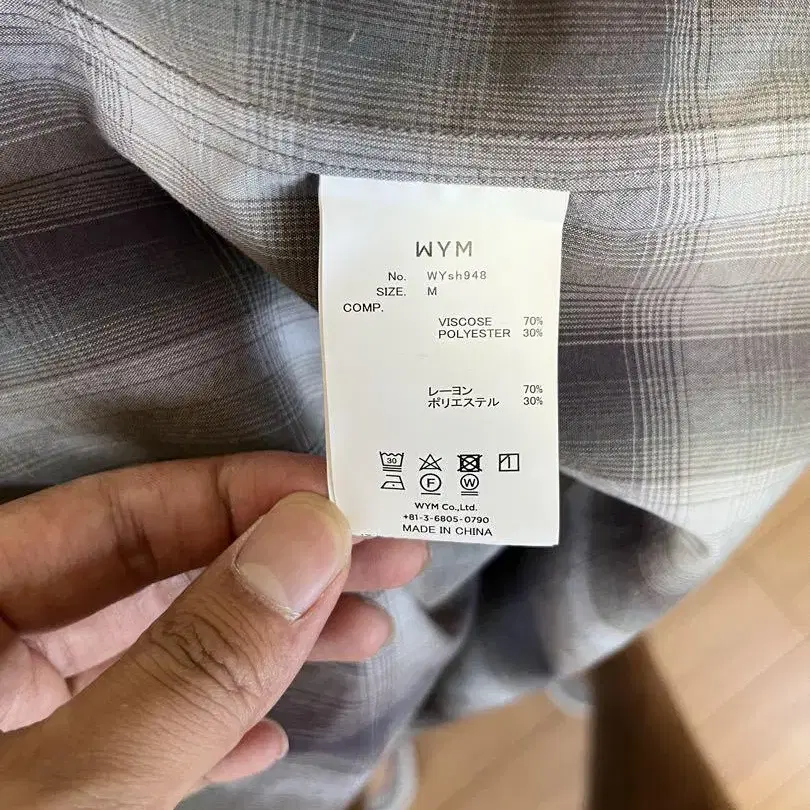 WYM
No. WYsh948
SIZE. M
COMP.
VISCOSE 70%
POLYESTER 30%
レーヨン 70%
ポリエステル 30%
30
F W
WYM Co.,Ltd.
+81-3-6805-0790
MADE IN CHINA